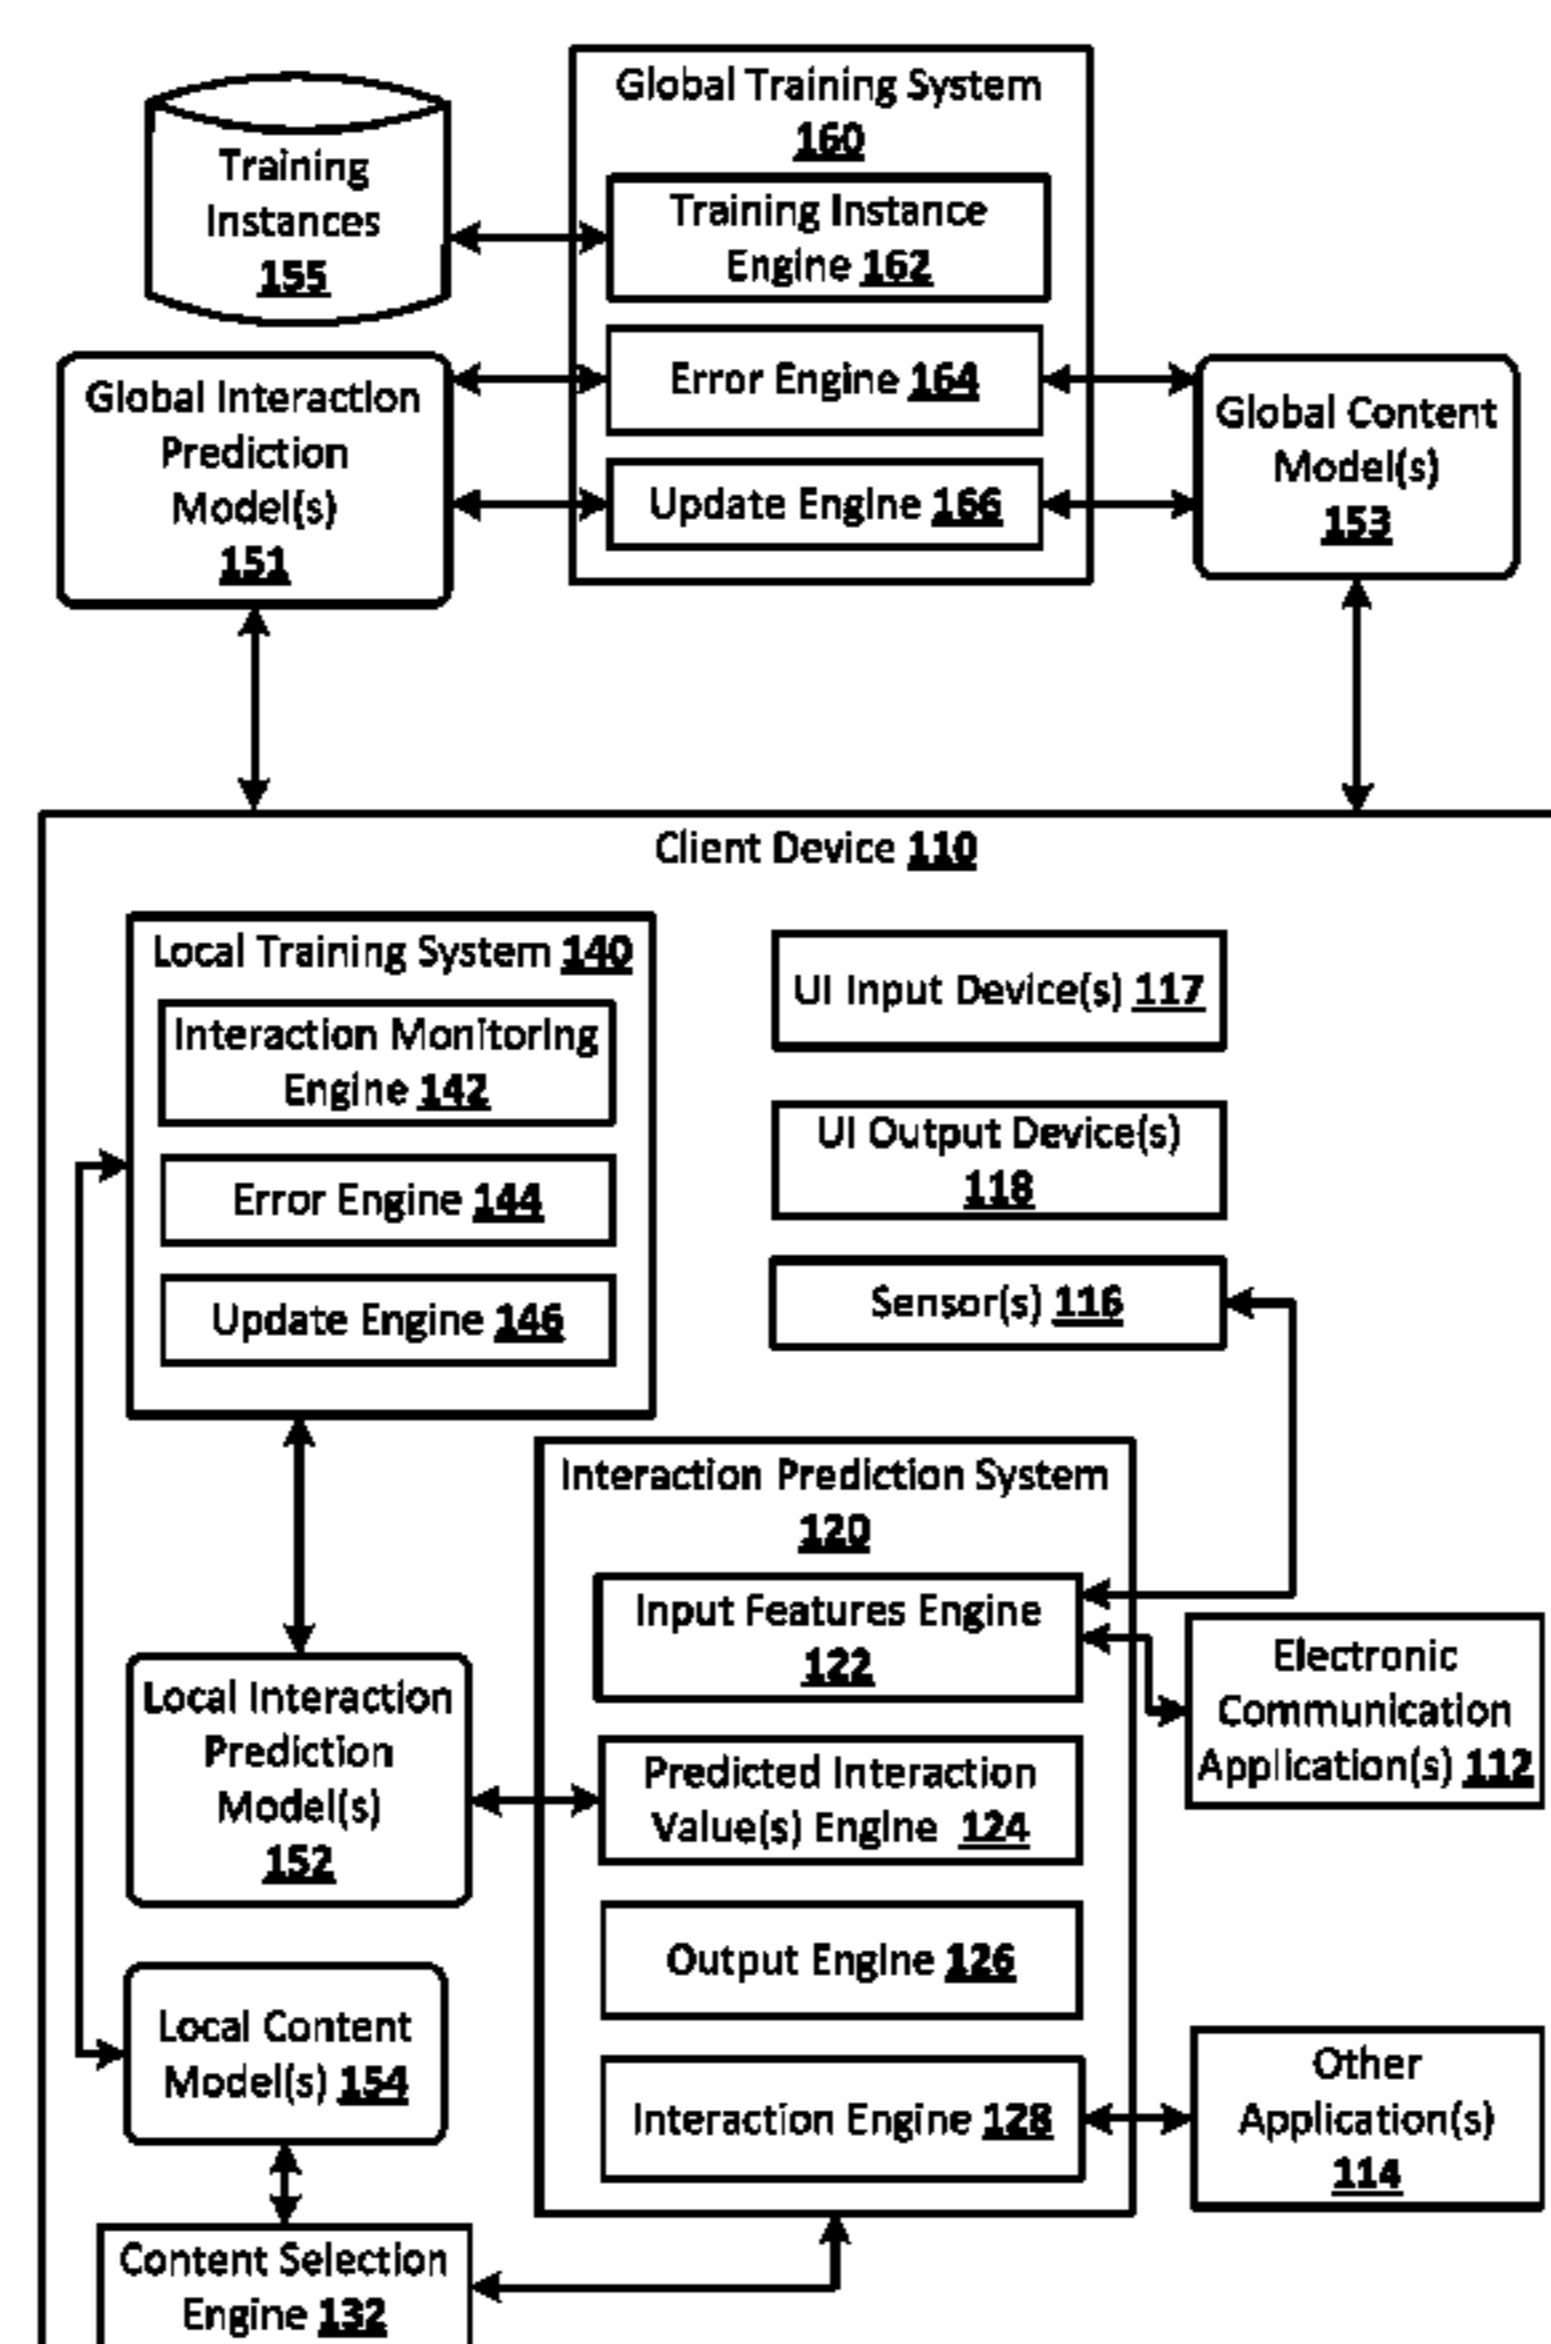 Global Training System
160
Training
Instances
155
Training Instance
Engine 162
Error Engine 164
Update Engine 166
Global Interaction
Prediction
Model(s)
151
Global Content
Model(s)
153
Client Device 110
Local Training System 140
Interaction Monitoring
Engine 142
Error Engine 144
Update Engine 146
UI Input Device(s) 117
UI Output Device(s)
118
Sensor(s) 116
Interaction Prediction System
120
Input Features Engine
122
Predicted Interaction
Value(s) Engine 124
Output Engine 126
Interaction Engine 128
Electronic
Communication
Application(s) 112
Local Interaction
Prediction
Model(s)
152
Local Content
Model(s) 154
Other
Application(s)
114
Content Selection
Engine 132